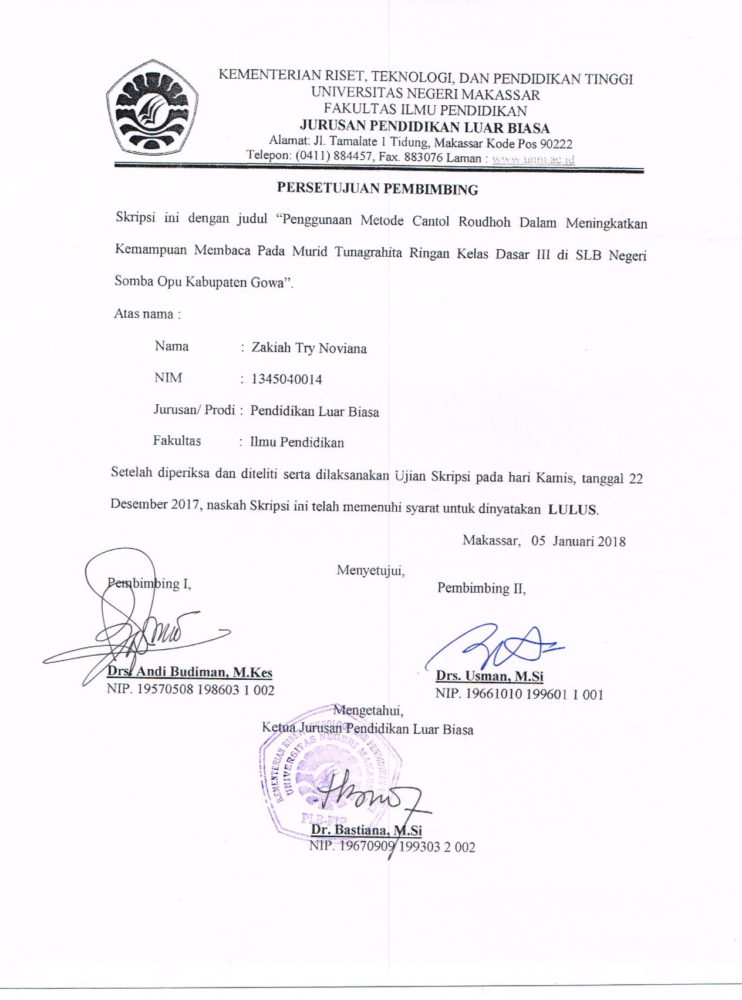 KEMENTERIAN RISET, TEKNOLOGI, DAN PENDIDIKAN TINGGI
UNIVERSITAS NEGERI MAKASSAR
FAKULTAS ILMU PENDIDIKAN
JURUSAN PENDIDIKAN LUAR BIASA
Alamat: Jl. Tamalate 1 Tidung, Makassar Kode Pos 90222
Telepon: (0411) 884457, Fax. 883076 Laman : www.unm.ac.id
PERSETUJUAN PEMBIMBING
Skripsi ini dengan judul “Penggunaan Metode Cantol Roudhoh Dalam Meningkatkan
Kemampuan Membaca Pada Murid Tunagrahita Ringan Kelas Dasar III di SLB Negeri
Somba Opu Kabupaten Gowa”.
Atas nama :
Nama : Zakiah Try Noviana
NIM : 1345040014
Jurusan/ Prodi : Pendidikan Luar Biasa
Fakultas : Ilmu Pendidikan
Setelah diperiksa dan diteliti serta dilaksanakan Ujian Skripsi pada hari Kamis, tanggal 22
Desember 2017, naskah Skripsi ini telah memenuhi syarat untuk dinyatakan LULUS.
Makassar, 05 Januari 2018
Menyetujui,
Pembimbing I,
Pembimbing II,
Drs. Andi Budiman, M.Kes
NIP. 19570508 198603 1 002
Drs. Usman, M.Si
NIP. 19661010 199601 1 001
Mengetahui,
Ketua Jurusan Pendidikan Luar Biasa
KEMENTERIAN RISET, TEKNOLOGI DAN PENDIDIKAN
UNIVERSITAS NEGERI MAKASSAR
PLB-FIP
Dr. Bastiana, M.Si
NIP. 19670909 199303 2 002